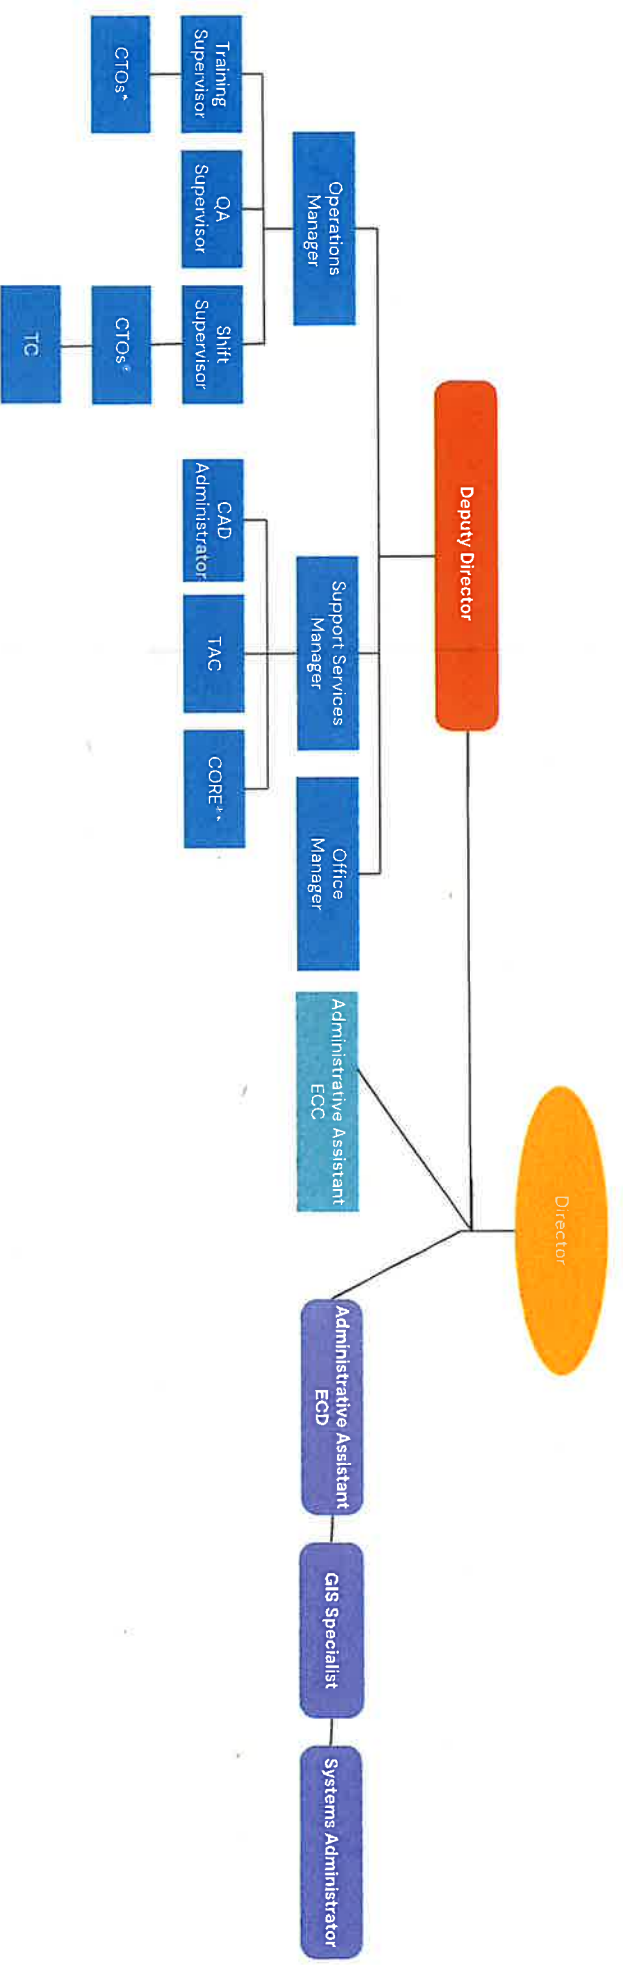 Director
Deputy Director
Operations
Manager
Support Services
Manager
Office
Manager
Administrative Assistant
ECC
Administrative Assistant
ECD
GIS Specialist
Systems Administrator
Training
Supervisor
QA
Supervisor
Shift
Supervisor
CAD
Administrator
TAC
CORE**
CTOs*
CTOs*
TC